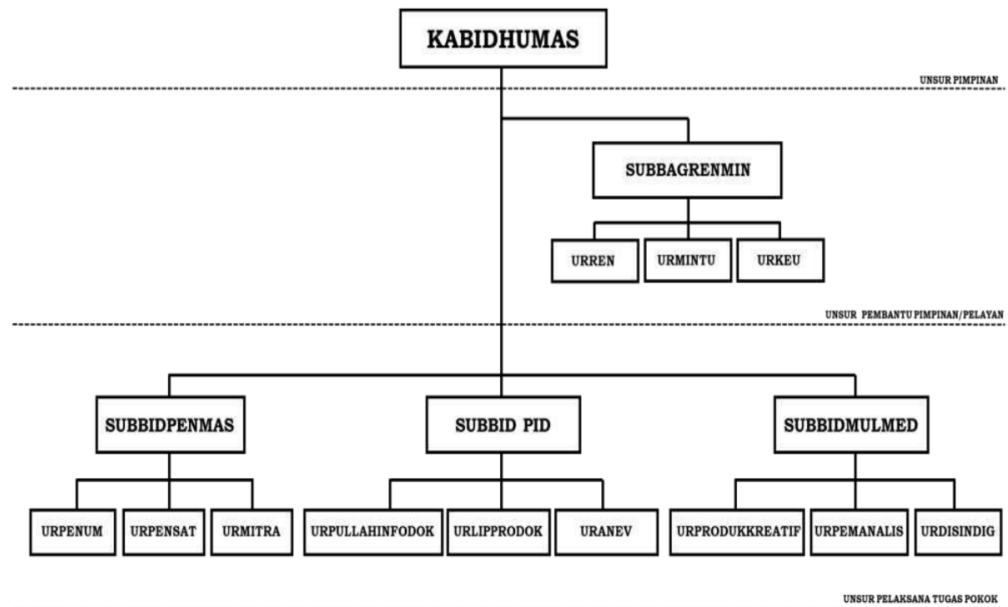 KABIDHUMAS
UNSUR PIMPINAN
SUBBAGRENMIN
URREN
URMINTU
URKEU
UNSUR PEMBANTU PIMPINAN/PELAYAN
SUBBIDPENMAS
SUBBID PID
SUBBIDMULMED
URPENUM
URPENSAT
URMITRA
URPULLAHINFODOK
URLIPPRODOK
URANEV
URPRODUKKREATIF
URPEMANALIS
URDISINDIG
UNSUR PELAKSANA TUGAS POKOK